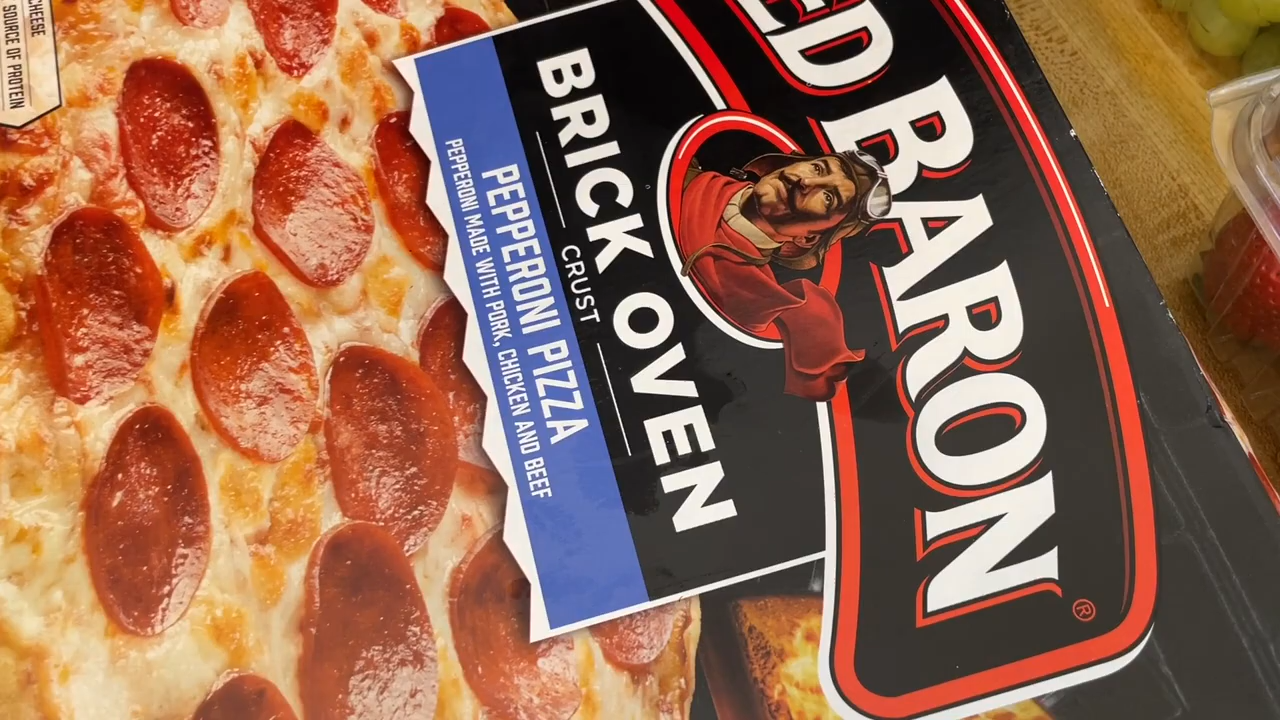 ED BARON
®
BRICK OVEN
CRUST
PEPPERONI PIZZA
PEPPERONI MADE WITH PORK, CHICKEN AND BEEF
CHEESE
SOURCE OF PROTEIN